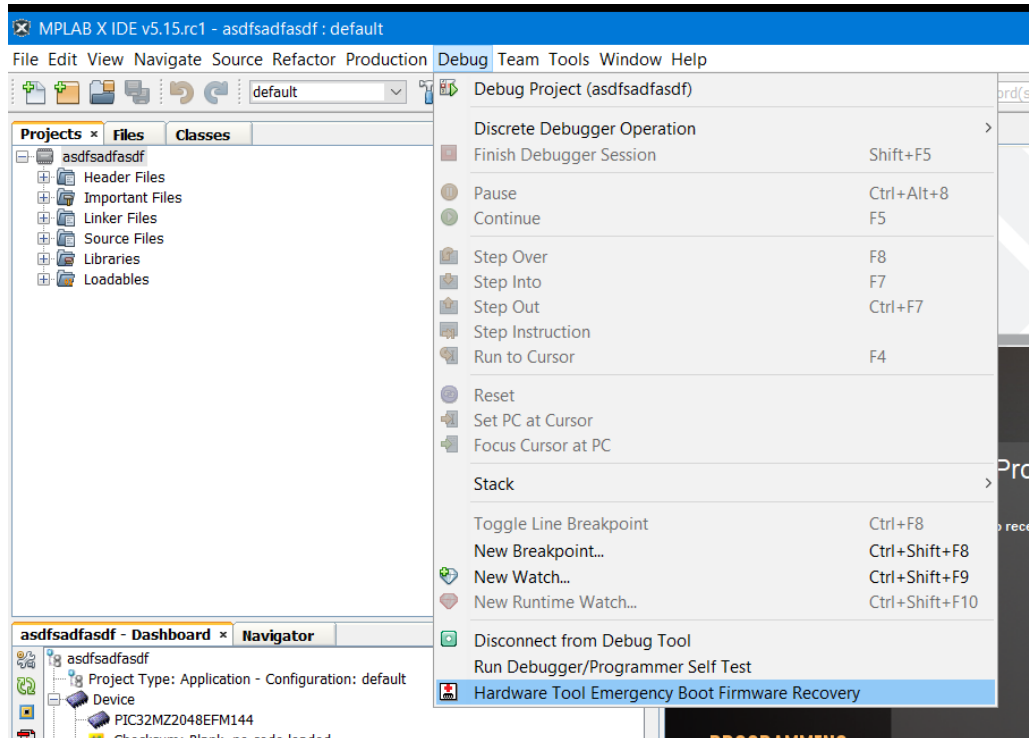 MPLAB X IDE v5.15.rc1 - asdfsadfasdf : default
File Edit View Navigate Source Refactor Production Debug Team Tools Window Help
default
Projects × Files Classes
asdfsadfasdf
Header Files
Important Files
Linker Files
Source Files
Libraries
Loadables
Debug Project (asdfsadfasdf)
Discrete Debugger Operation
Finish Debugger Session Shift+F5
Pause Ctrl+Alt+8
Continue F5
Step Over F8
Step Into F7
Step Out Ctrl+F7
Step Instruction
Run to Cursor F4
Reset
Set PC at Cursor
Focus Cursor at PC
Stack
Toggle Line Breakpoint Ctrl+F8
New Breakpoint... Ctrl+Shift+F8
New Watch... Ctrl+Shift+F9
New Runtime Watch... Ctrl+Shift+F10
Disconnect from Debug Tool
Run Debugger/Programmer Self Test
Hardware Tool Emergency Boot Firmware Recovery
asdfsadfasdf - Dashboard × Navigator
asdfsadfasdf
Project Type: Application - Configuration: default
Device
PIC32MZ2048EFM144
Checksum: Blank, no code loaded